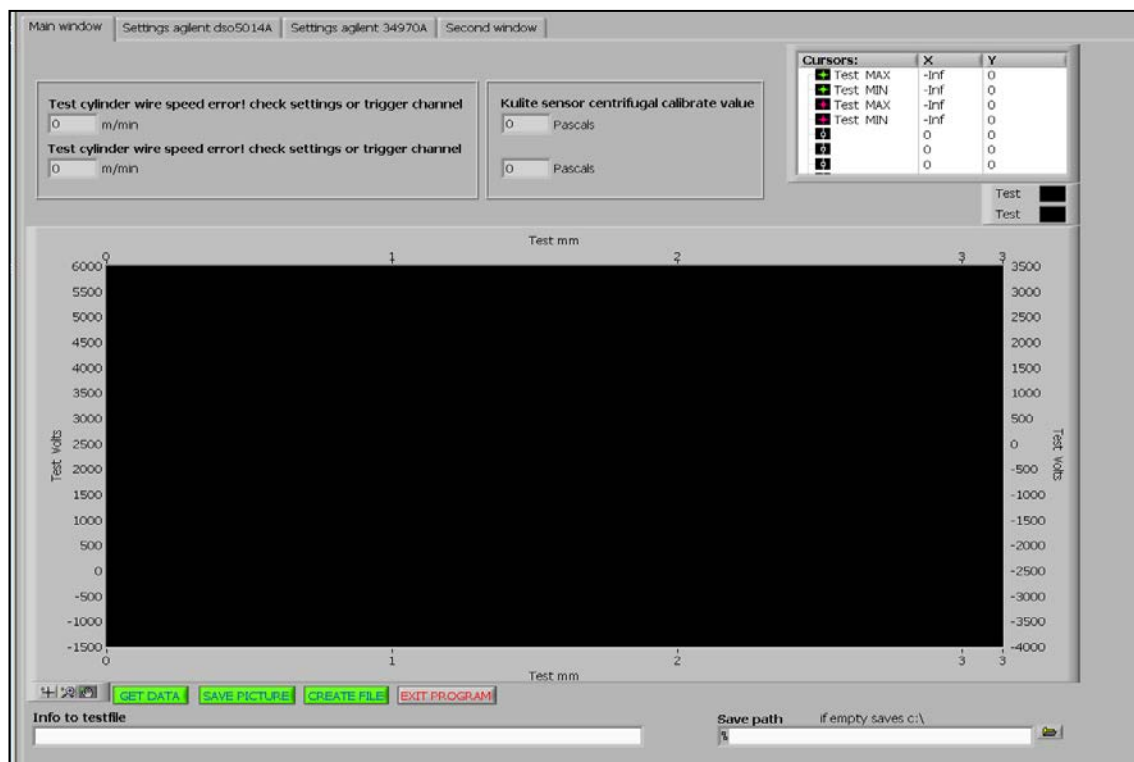 Main window Settings agilent dso5014A Settings agilent 34970A Second window
Cursors: X Y
Test MAX -Inf 0
Test MIN -Inf 0
Test MAX -Inf 0
Test MIN -Inf 0
0 0
0 0
0 0
Test cylinder wire speed error! check settings or trigger channel
0 m/min
Test cylinder wire speed error! check settings or trigger channel
0 m/min
Kulite sensor centrifugal calibrate value
0 Pascals
0 Pascals
Test
Test
Test mm
0 1 2 3 3
6000
5500
5000
4500
4000
3500
3000
2500
2000
1500
1000
500
0
-500
-1000
-1500
Test Volts
3500
3000
2500
2000
1500
1000
500
0
-500
-1000
-1500
-2000
-2500
-3000
-3500
-4000
Test Volts
0 1 2 3 3
Test mm
GET DATA SAVE PICTURE CREATE FILE EXIT PROGRAM
Info to testfile
Save path if empty saves c:\